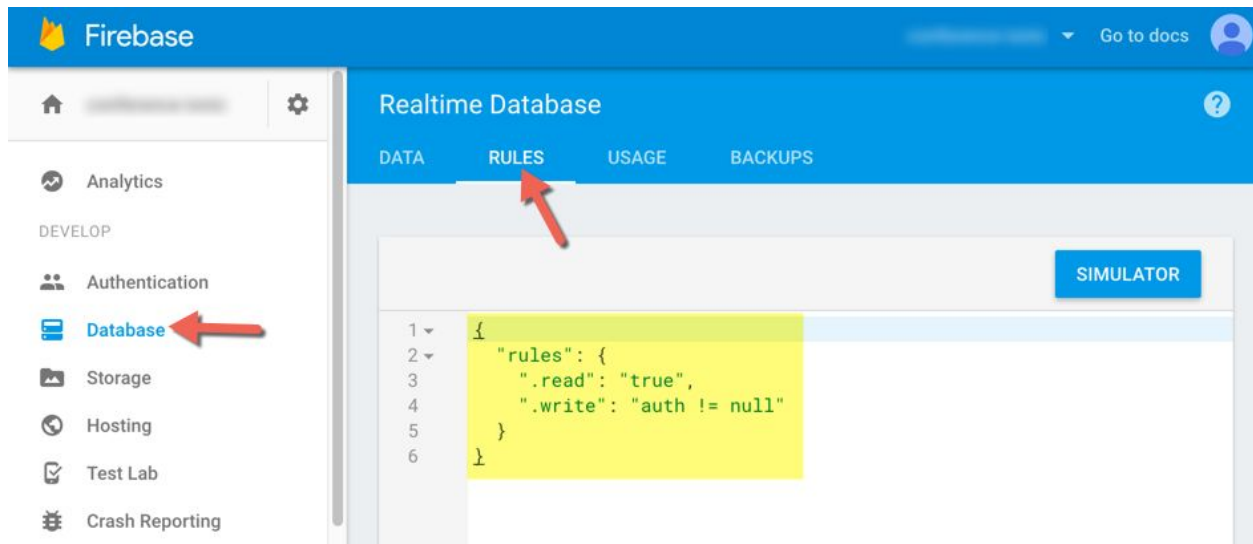 Firebase
Go to docs
Realtime Database
?
DATA RULES USAGE BACKUPS
Analytics
DEVELOP
Authentication
Database
Storage
Hosting
Test Lab
Crash Reporting
SIMULATOR
1 {
2 "rules": {
3 ".read": "true",
4 ".write": "auth != null"
5 }
6 }